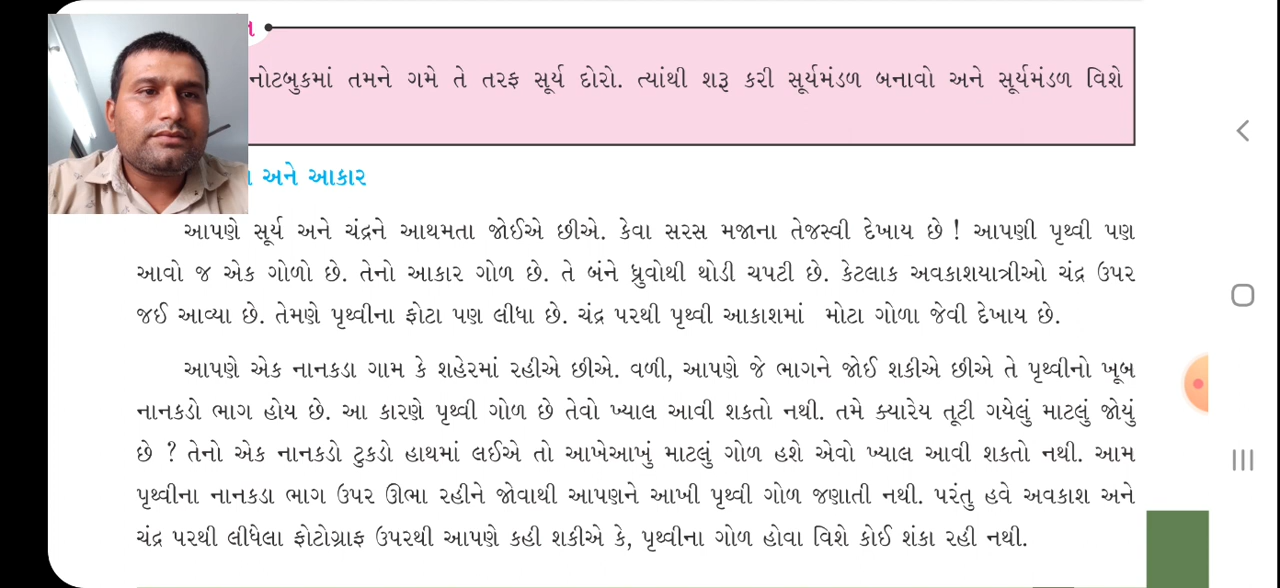 નોટબુકમાં તમને ગમે તે તરફ સૂર્ય દોરો. ત્યાંથી શરૂ કરી સૂર્યમંડળ બનાવો અને સૂર્યમંડળ વિશે
અને આકાર
આપણે સૂર્ય અને ચંદ્રને આથમતા જોઈએ છીએ. કેવા સરસ મજાના તેજસ્વી દેખાય છે ! આપણી પૃથ્વી પણ
આવો જ એક ગોળો છે. તેનો આકાર ગોળ છે. તે બંને ધ્રુવોથી થોડી ચપટી છે. કેટલાક અવકાશયાત્રીઓ ચંદ્ર ઉપર
જઈ આવ્યા છે. તેમણે પૃથ્વીના ફોટા પણ લીધા છે. ચંદ્ર પરથી પૃથ્વી આકાશમાં મોટા ગોળા જેવી દેખાય છે.
આપણે એક નાનકડા ગામ કે શહેરમાં રહીએ છીએ. વળી, આપણે જે ભાગને જોઈ શકીએ છીએ તે પૃથ્વીનો ખૂબ
નાનકડો ભાગ હોય છે. આ કારણે પૃથ્વી ગોળ છે તેવો ખ્યાલ આવી શકતો નથી. તમે ક્યારેય તૂટી ગયેલું માટલું જોયું
છે ? તેનો એક નાનકડો ટુકડો હાથમાં લઈએ તો આખેઆખું માટલું ગોળ હશે એવો ખ્યાલ આવી શકતો નથી. આમ
પૃથ્વીના નાનકડા ભાગ ઉપર ઊભા રહીને જોવાથી આપણને આખી પૃથ્વી ગોળ જણાતી નથી. પરંતુ હવે અવકાશ અને
ચંદ્ર પરથી લીધેલા ફોટોગ્રાફ ઉપરથી આપણે કહી શકીએ કે, પૃથ્વીના ગોળ હોવા વિશે કોઈ શંકા રહી નથી.